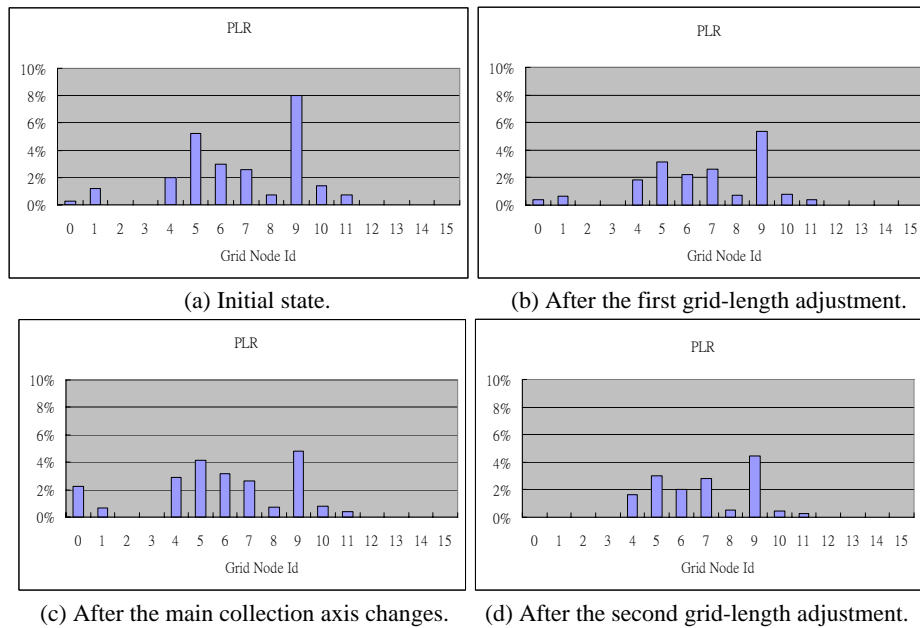 PLR
10%
8%
6%
4%
2%
0%
0 1 2 3 4 5 6 7 8 9 10 11 12 13 14 15
Grid Node Id
(a) Initial state.
PLR
10%
8%
6%
4%
2%
0%
0 1 2 3 4 5 6 7 8 9 10 11 12 13 14 15
Grid Node Id
(b) After the first grid-length adjustment.
PLR
10%
8%
6%
4%
2%
0%
0 1 2 3 4 5 6 7 8 9 10 11 12 13 14 15
Grid Node Id
(c) After the main collection axis changes.
PLR
10%
8%
6%
4%
2%
0%
0 1 2 3 4 5 6 7 8 9 10 11 12 13 14 15
Grid Node Id
(d) After the second grid-length adjustment.